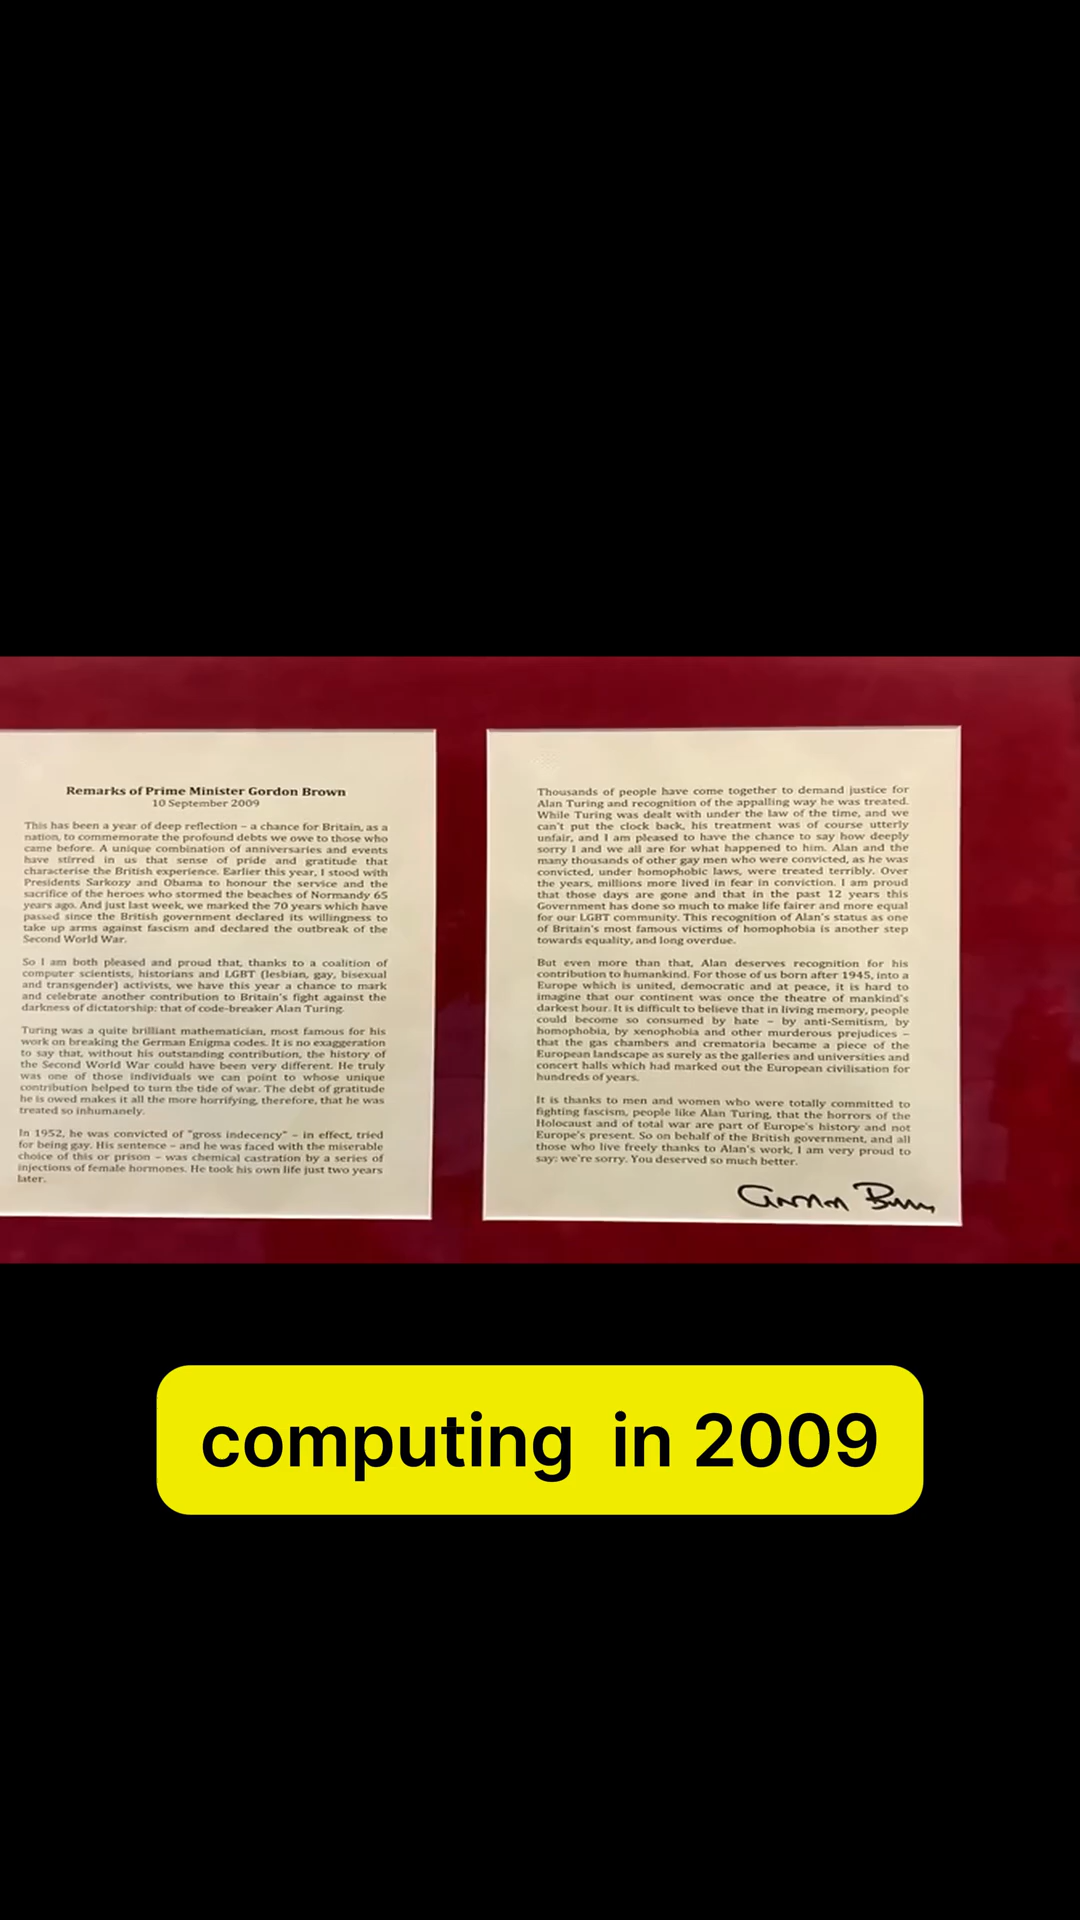 Remarks of Prime Minister Gordon Brown
10 September 2009
This has been a year of deep reflection – a chance for Britain, as a
nation, to commemorate the profound debts we owe to those who
came before. A unique combination of anniversaries and events
have stirred in us that sense of pride and gratitude that
characterise the British experience. Earlier this year, I stood with
Presidents Sarkozy and Obama to honour the service and the
sacrifice of the heroes who stormed the beaches of Normandy 65
years ago. And just last week, we marked the 70 years which have
passed since the British government declared its willingness to
take up arms against fascism and declared the outbreak of the
Second World War.
So I am both pleased and proud that, thanks to a coalition of
computer scientists, historians and LGBT (lesbian, gay, bisexual
and transgender) activists, we have this year a chance to mark
and celebrate another contribution to Britain's fight against the
darkness of dictatorship: that of code-breaker Alan Turing.
Turing was a quite brilliant mathematician, most famous for his
work on breaking the German Enigma codes. It is no exaggeration
to say that, without his outstanding contribution, the history of
the Second World War could have been very different. He truly
was one of those individuals we can point to whose unique
contribution helped to turn the tide of war. The debt of gratitude
he is owed makes it all the more horrifying, therefore, that he was
treated so inhumanely.
In 1952, he was convicted of "gross indecency" – in effect, tried
for being gay. His sentence – and he was faced with the miserable
choice of this or prison – was chemical castration by a series of
injections of female hormones. He took his own life just two years
later.
Thousands of people have come together to demand justice for
Alan Turing and recognition of the appalling way he was treated.
While Turing was dealt with under the law of the time, and we
can't put the clock back, his treatment was of course utterly
unfair, and I am pleased to have the chance to say how deeply
sorry I and we all are for what happened to him. Alan and the
many thousands of other gay men who were convicted, as he was
convicted, under homophobic laws, were treated terribly. Over
the years, millions more lived in fear in conviction. I am proud
that those days are gone and that in the past 12 years this
Government has done so much to make life fairer and more equal
for our LGBT community. This recognition of Alan's status as one
of Britain's most famous victims of homophobia is another step
towards equality, and long overdue.
But even more than that, Alan deserves recognition for his
contribution to humankind. For those of us born after 1945, into a
Europe which is united, democratic and at peace, it is hard to
imagine that our continent was once the theatre of mankind's
darkest hour. It is difficult to believe that in living memory, people
could become so consumed by hate – by anti-Semitism, by
homophobia, by xenophobia and other murderous prejudices –
that the gas chambers and crematoria became a piece of the
European landscape as surely as the galleries and universities and
concert halls which had marked out the European civilisation for
hundreds of years.
It is thanks to men and women who were totally committed to
fighting fascism, people like Alan Turing, that the horrors of the
Holocaust and of total war are part of Europe's history and not
Europe's present. So on behalf of the British government, and all
those who live freely thanks to Alan's work, I am very proud to
say: we're sorry. You deserved so much better.
Gordon Brown
computing in 2009